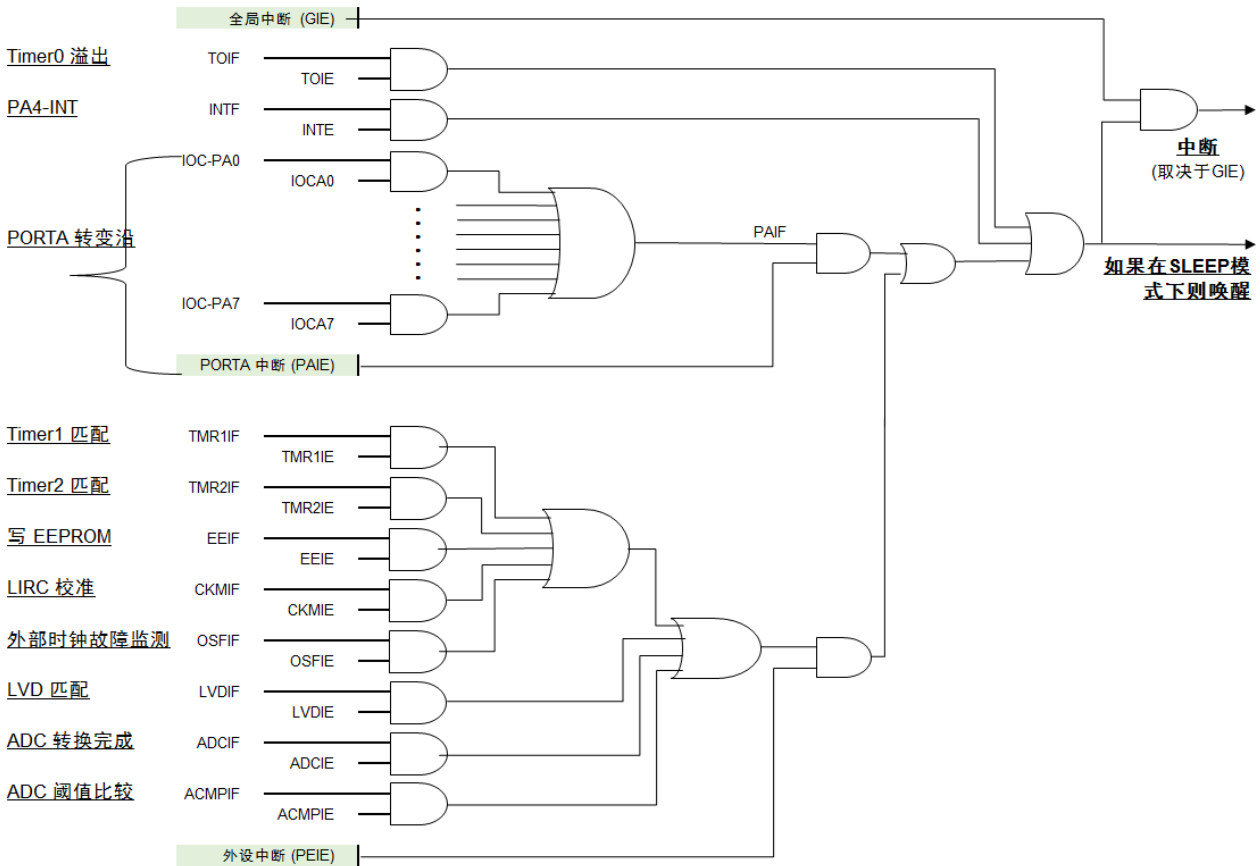 全局中断 (GIE)
Timer0 溢出
TOIF
TOIE
PA4-INT
INTF
INTE
中断
(取决于GIE)
IOC-PA0
IOCA0
PORTA 转变沿
PAIF
如果在SLEEP模
式下则唤醒
IOC-PA7
IOCA7
PORTA 中断 (PAIE)
Timer1 匹配
TMR1IF
TMR1IE
Timer2 匹配
TMR2IF
TMR2IE
写 EEPROM
EEIF
EEIE
LIRC 校准
CKMIF
CKMIE
外部时钟故障监测
OSFIF
OSFIE
LVD 匹配
LVDIF
LVDIE
ADC 转换完成
ADCIF
ADCIE
ADC 阈值比较
ACMPIF
ACMPIE
外设中断 (PEIE)